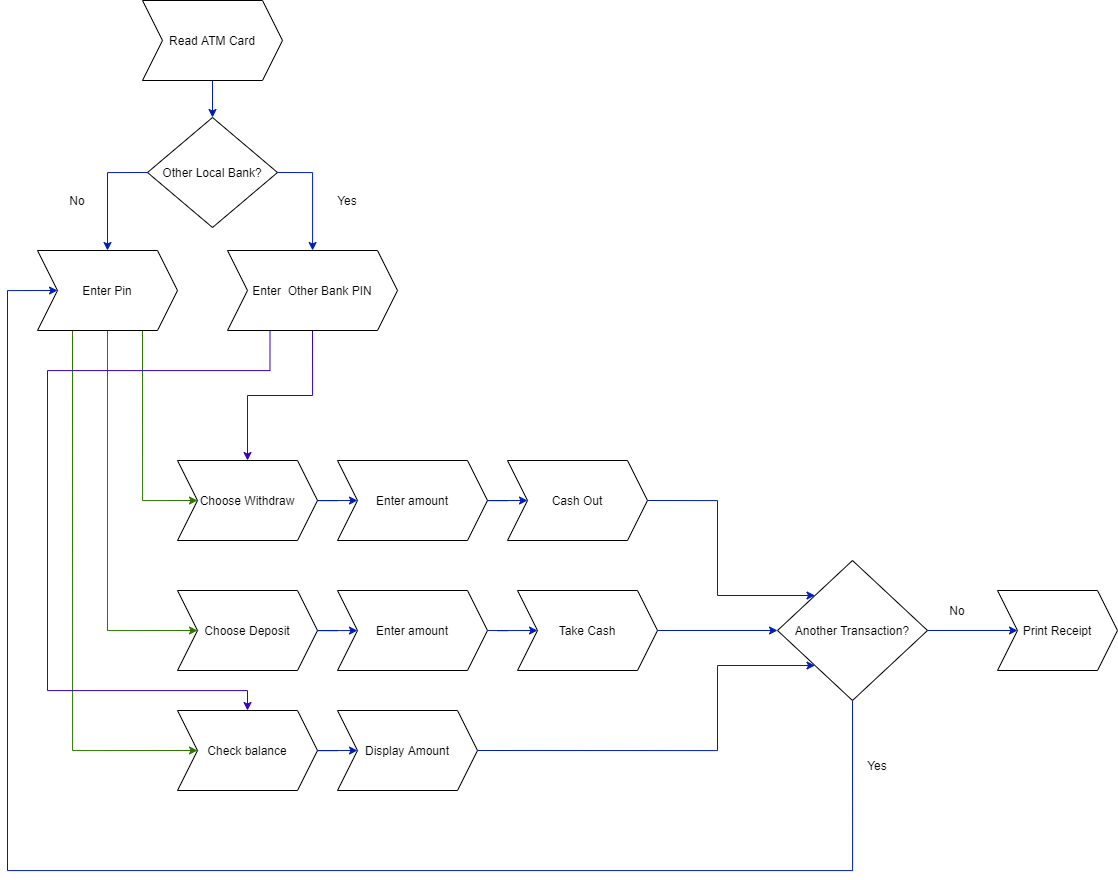 Read ATM Card
Other Local Bank?
No
Yes
Enter Pin
Enter  Other Bank PIN
Choose Withdraw
Enter amount
Cash Out
Choose Deposit
Enter amount
Take Cash
Another Transaction?
No
Print Receipt
Check balance
Display Amount
Yes